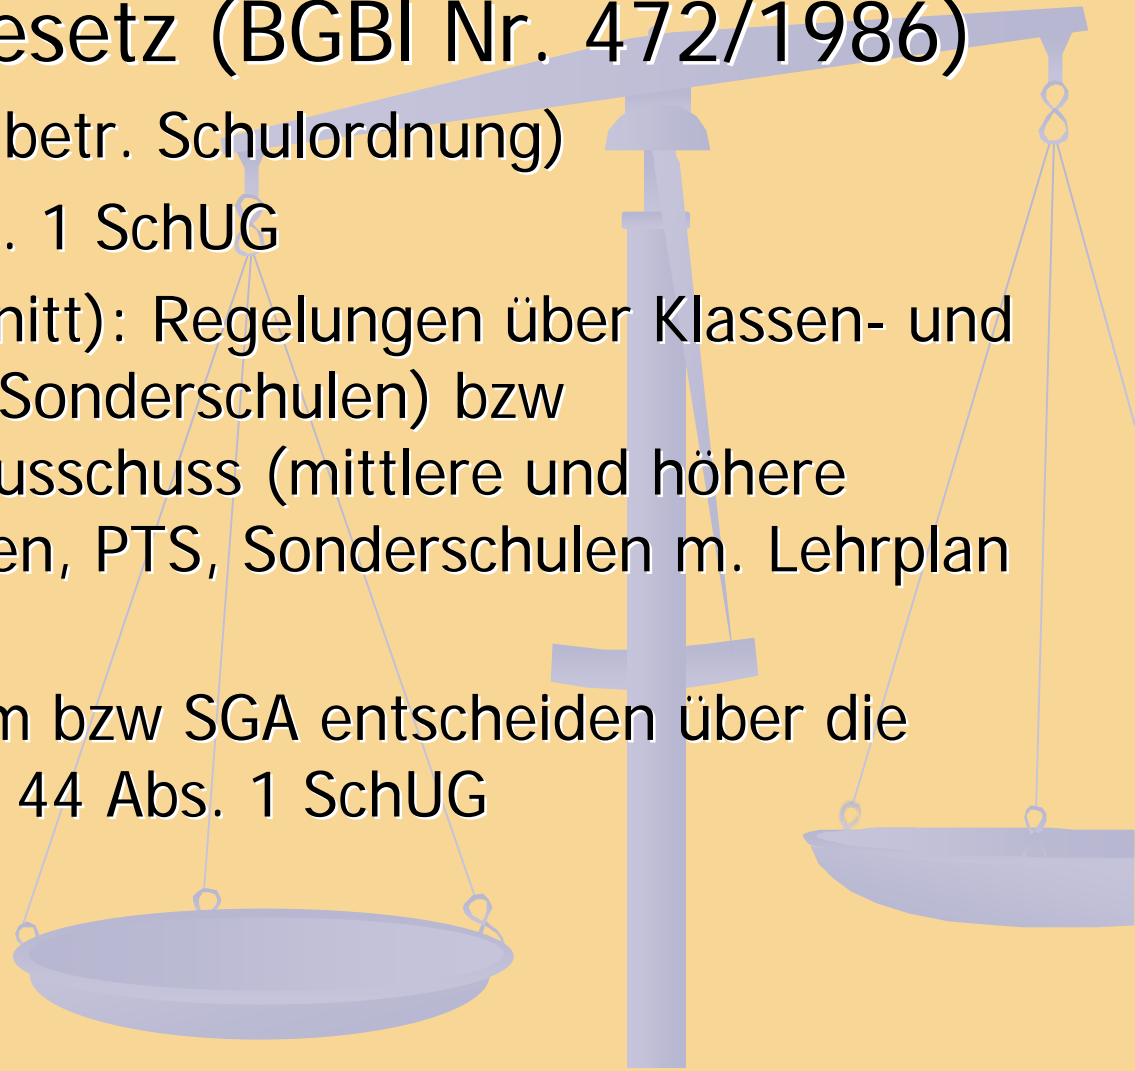 esetz (BGBl Nr. 472/1986)
betr. Schulordnung)
. 1 SchUG
nitt): Regelungen über Klassen- und
Sonderschulen) bzw
usschuss (mittlere und höhere
en, PTS, Sonderschulen m. Lehrplan
m bzw SGA entscheiden über die
44 Abs. 1 SchUG